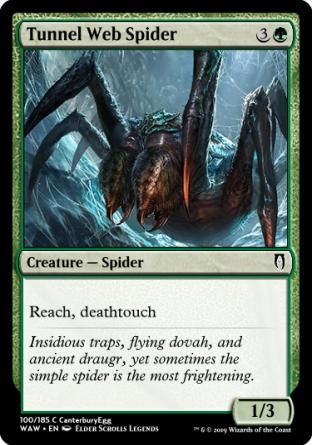 Tunnel Web Spider 3
Creature — Spider
Reach, deathtouch
Insidious traps, flying dovah, and
ancient draugr, yet sometimes the
simple spider is the most frightening.
1/3
100/185 C CanterburyEgg
WAW • EN Elder Scrolls Legends
™ & © 2019 Wizards of the Coast